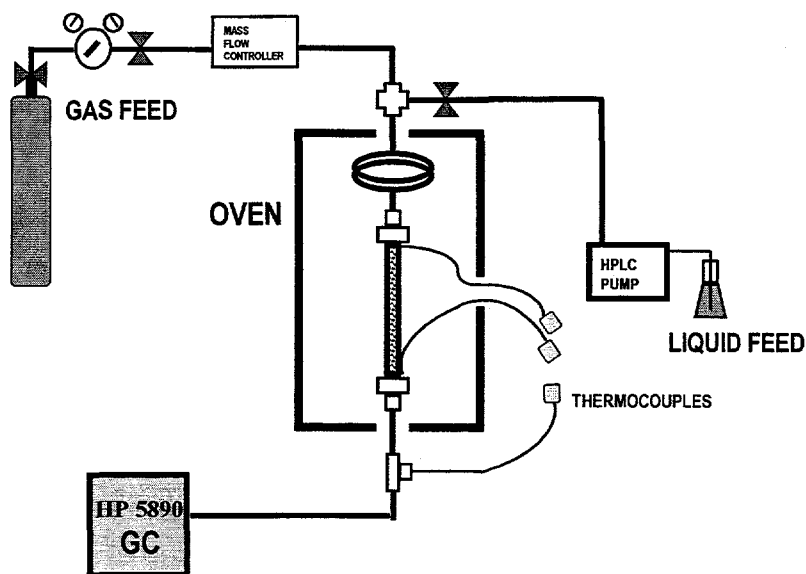 MASS
FLOW
CONTROLLER
GAS FEED
OVEN
HPLC
PUMP
LIQUID FEED
THERMOCOUPLES
HP 5890
GC